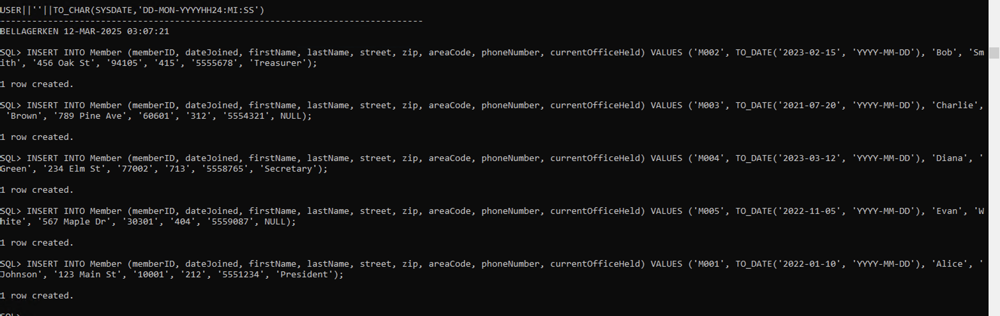 USER||''||TO_CHAR(SYSDATE,'DD-MON-YYYYHH24:MI:SS')
--------------------------------------------------------------------------------
BELLAGERKEN 12-MAR-2025 03:07:21
SQL> INSERT INTO Member (memberID, dateJoined, firstName, lastName, street, zip, areaCode, phoneNumber, currentOfficeHeld) VALUES ('M002', TO_DATE('2023-02-15', 'YYYY-MM-DD'), 'Bob', 'Sm
ith', '456 Oak St', '94105', '415', '5555678', 'Treasurer');
1 row created.
SQL> INSERT INTO Member (memberID, dateJoined, firstName, lastName, street, zip, areaCode, phoneNumber, currentOfficeHeld) VALUES ('M003', TO_DATE('2021-07-20', 'YYYY-MM-DD'), 'Charlie',
 'Brown', '789 Pine Ave', '60601', '312', '5554321', NULL);
1 row created.
SQL> INSERT INTO Member (memberID, dateJoined, firstName, lastName, street, zip, areaCode, phoneNumber, currentOfficeHeld) VALUES ('M004', TO_DATE('2023-03-12', 'YYYY-MM-DD'), 'Diana', '
Green', '234 Elm St', '77002', '713', '5558765', 'Secretary');
1 row created.
SQL> INSERT INTO Member (memberID, dateJoined, firstName, lastName, street, zip, areaCode, phoneNumber, currentOfficeHeld) VALUES ('M005', TO_DATE('2022-11-05', 'YYYY-MM-DD'), 'Evan', 'W
hite', '567 Maple Dr', '30301', '404', '5559087', NULL);
1 row created.
SQL> INSERT INTO Member (memberID, dateJoined, firstName, lastName, street, zip, areaCode, phoneNumber, currentOfficeHeld) VALUES ('M001', TO_DATE('2022-01-10', 'YYYY-MM-DD'), 'Alice', '
Johnson', '123 Main St', '10001', '212', '5551234', 'President');
1 row created.
SQL>